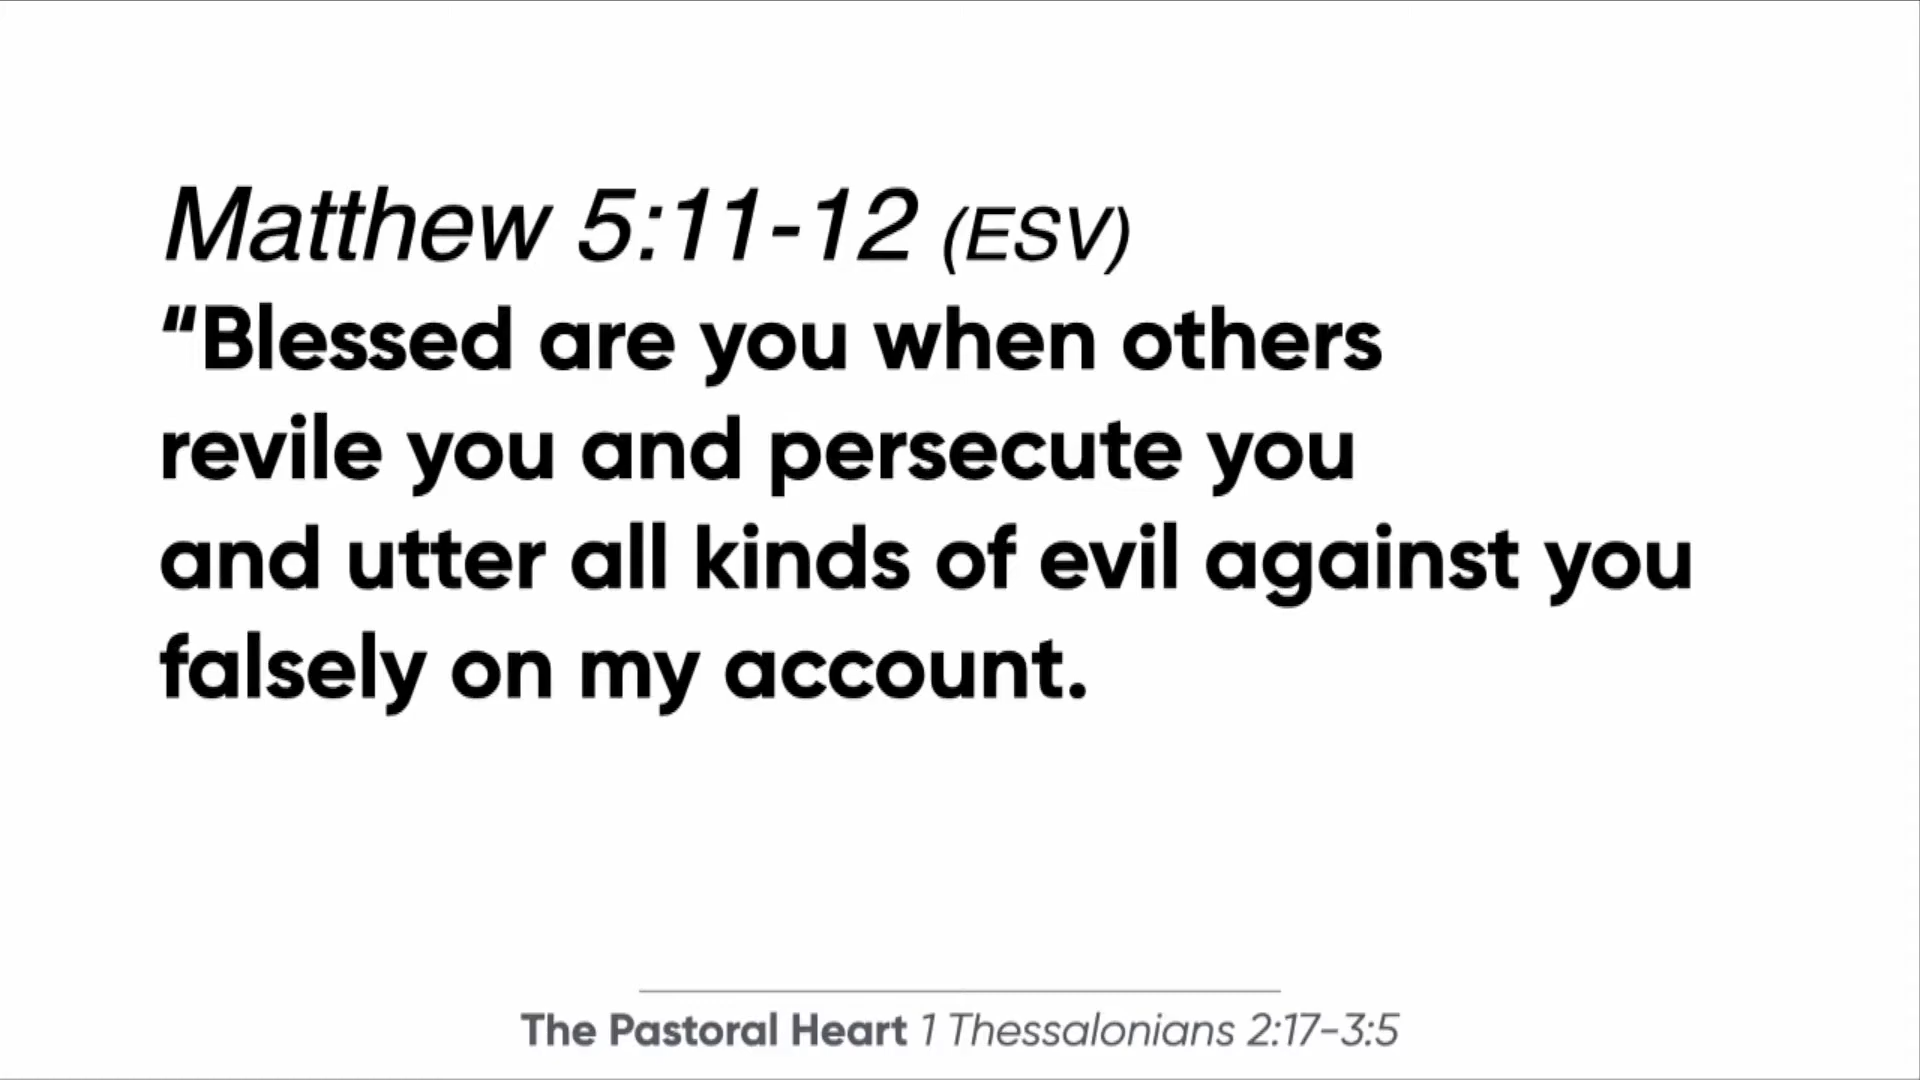 Matthew 5:11-12 (ESV)
“Blessed are you when others
revile you and persecute you
and utter all kinds of evil against you
falsely on my account.
The Pastoral Heart 1 Thessalonians 2:17–3:5